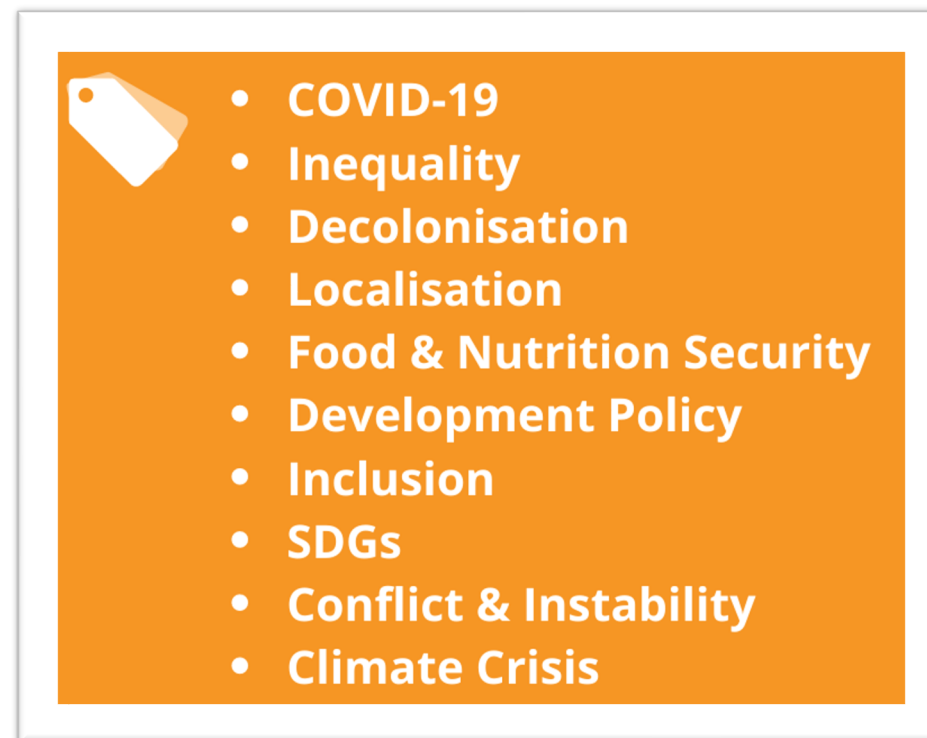 • COVID-19
• Inequality
• Decolonisation
• Localisation
• Food & Nutrition Security
• Development Policy
• Inclusion
• SDGs
• Conflict & Instability
• Climate Crisis